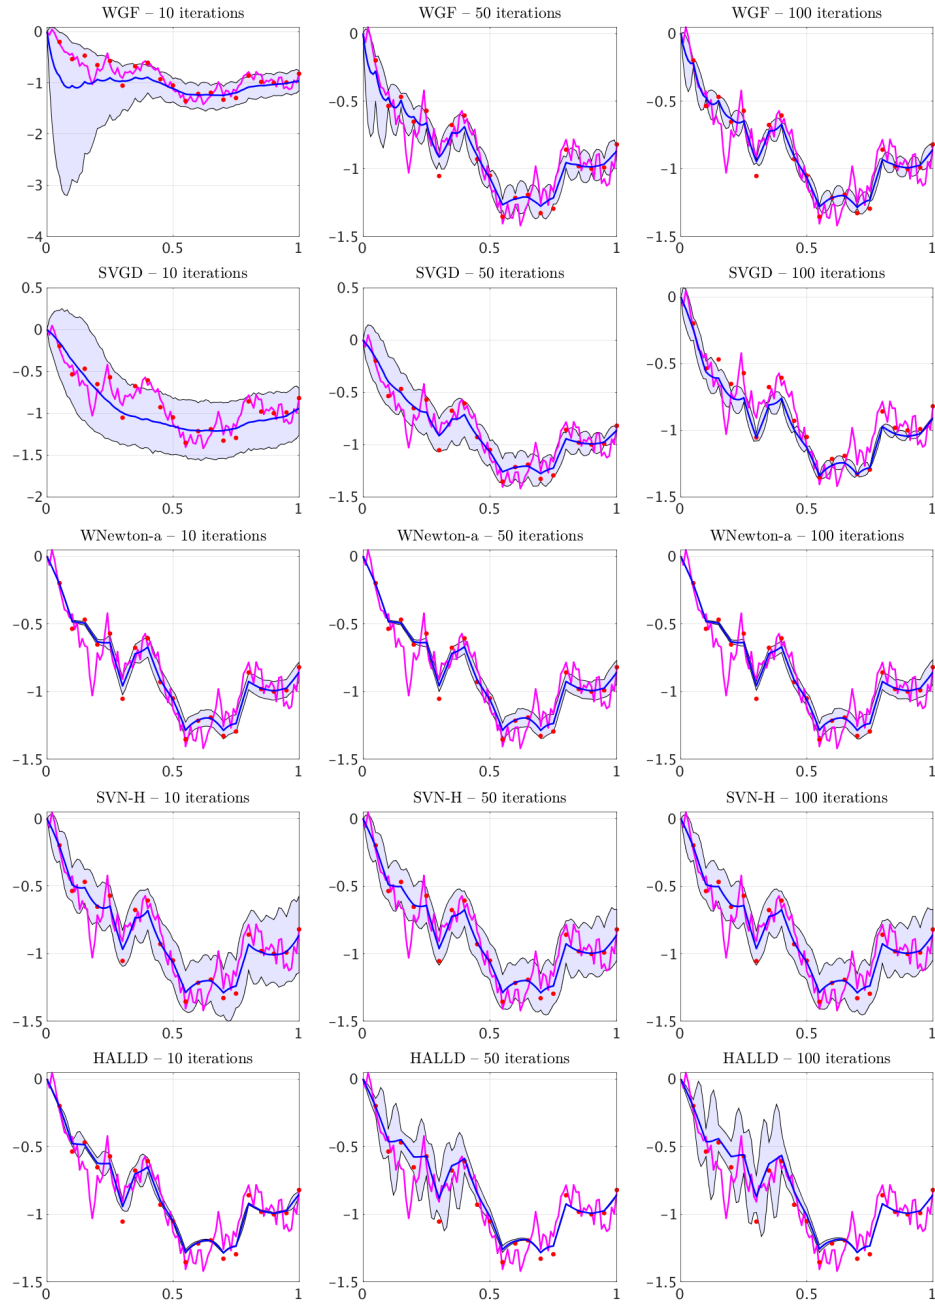 WGF – 10 iterations WGF – 50 iterations WGF – 100 iterations
0 0 0
−1 −0.5 −0.5
−2
−3 −1 −1
−4 −1.5 −1.5
0 0.5 1 0 0.5 1 0 0.5 1
SVGD – 10 iterations SVGD – 50 iterations SVGD – 100 iterations
0.5 0.5 0
0 0
−0.5 −0.5 −0.5
−1 −1 −1
−1.5
−2 −1.5 −1.5
0 0.5 1 0 0.5 1 0 0.5 1
WNewton-a – 10 iterations WNewton-a – 50 iterations WNewton-a – 100 iterations
0 0 0
−0.5 −0.5 −0.5
−1 −1 −1
−1.5 −1.5 −1.5
0 0.5 1 0 0.5 1 0 0.5 1
SVN-H – 10 iterations SVN-H – 50 iterations SVN-H – 100 iterations
0 0 0
−0.5 −0.5 −0.5
−1 −1 −1
−1.5 −1.5 −1.5
0 0.5 1 0 0.5 1 0 0.5 1
HALLD – 10 iterations HALLD – 50 iterations HALLD – 100 iterations
0 0 0
−0.5 −0.5 −0.5
−1 −1 −1
−1.5 −1.5 −1.5
0 0.5 1 0 0.5 1 0 0.5 1